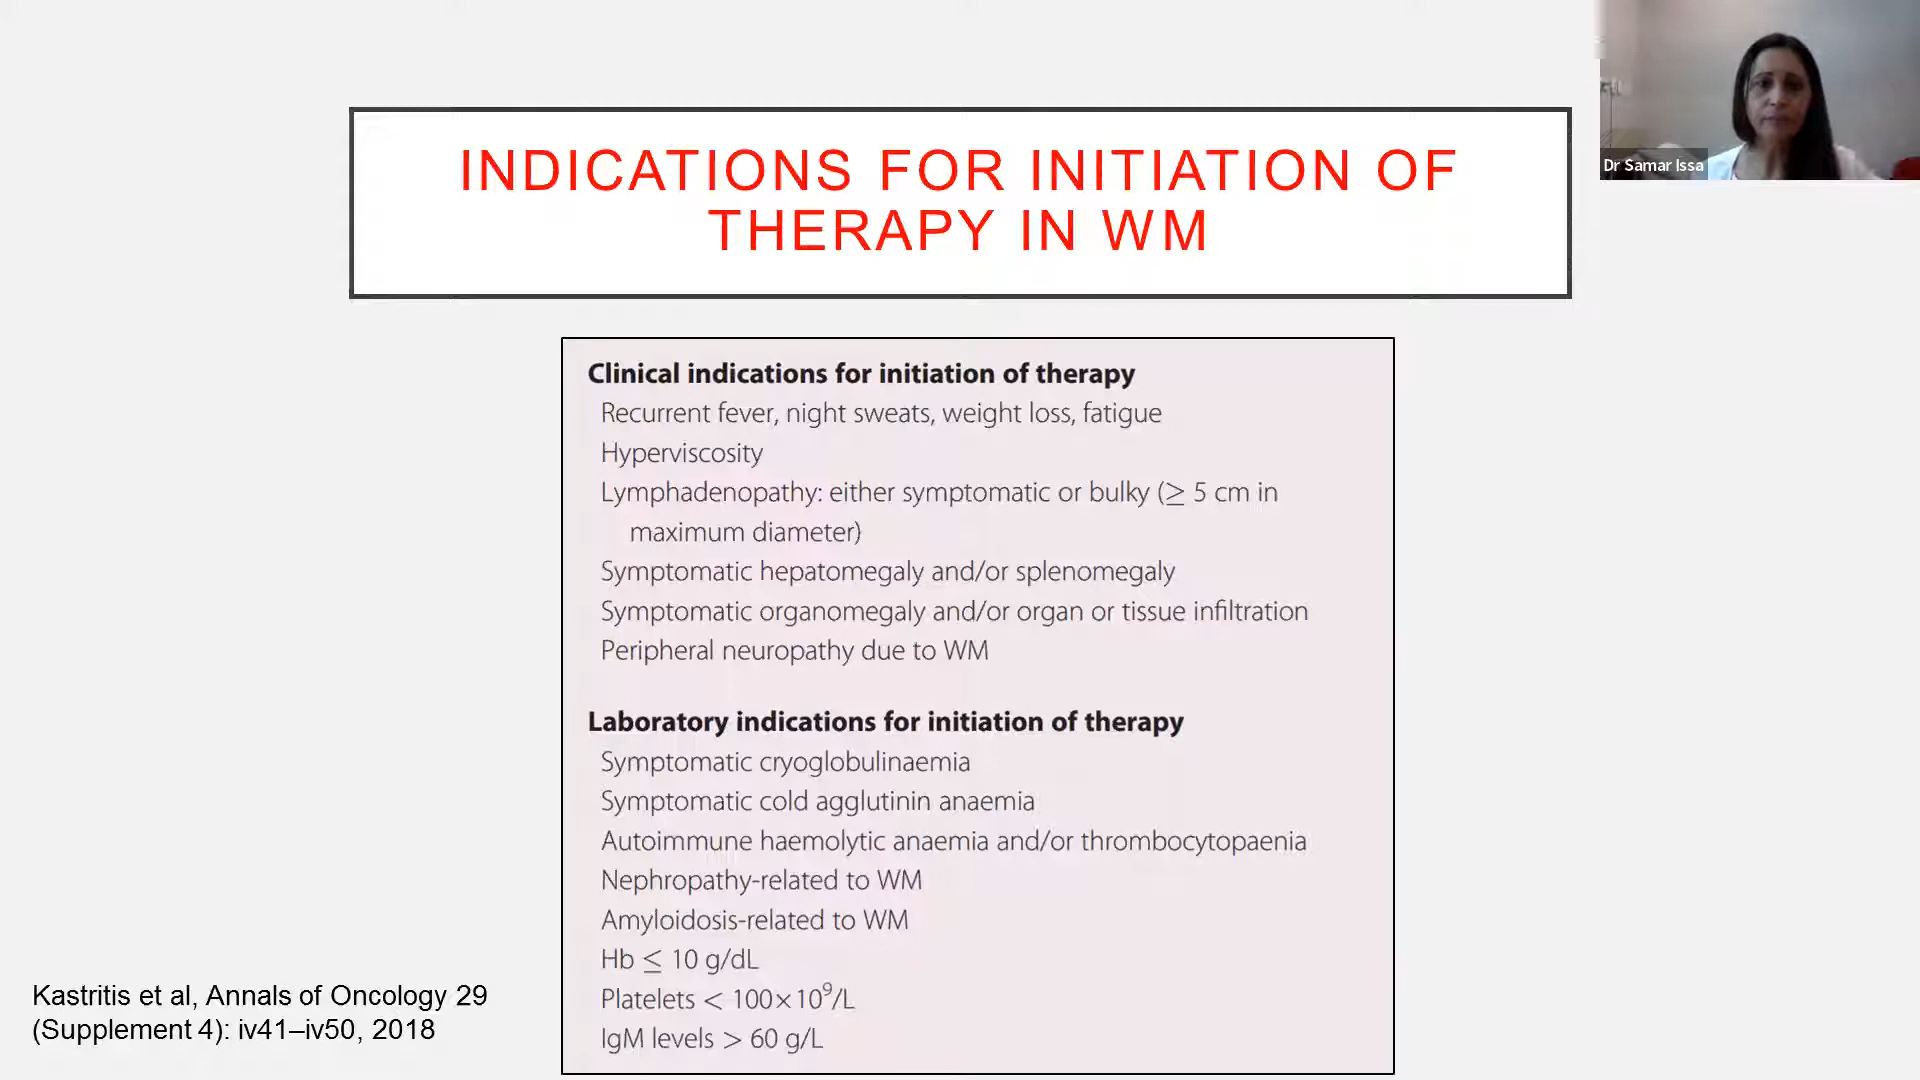 INDICATIONS FOR INITIATION OF
THERAPY IN WM
Dr Samar Issa
Clinical indications for initiation of therapy
Recurrent fever, night sweats, weight loss, fatigue
Hyperviscosity
Lymphadenopathy: either symptomatic or bulky (≥ 5 cm in
maximum diameter)
Symptomatic hepatomegaly and/or splenomegaly
Symptomatic organomegaly and/or organ or tissue infiltration
Peripheral neuropathy due to WM
Laboratory indications for initiation of therapy
Symptomatic cryoglobulinaemia
Symptomatic cold agglutinin anaemia
Autoimmune haemolytic anaemia and/or thrombocytopaenia
Nephropathy-related to WM
Amyloidosis-related to WM
Hb ≤ 10 g/dL
Platelets < 100×10⁹/L
IgM levels > 60 g/L
Kastritis et al, Annals of Oncology 29
(Supplement 4): iv41–iv50, 2018